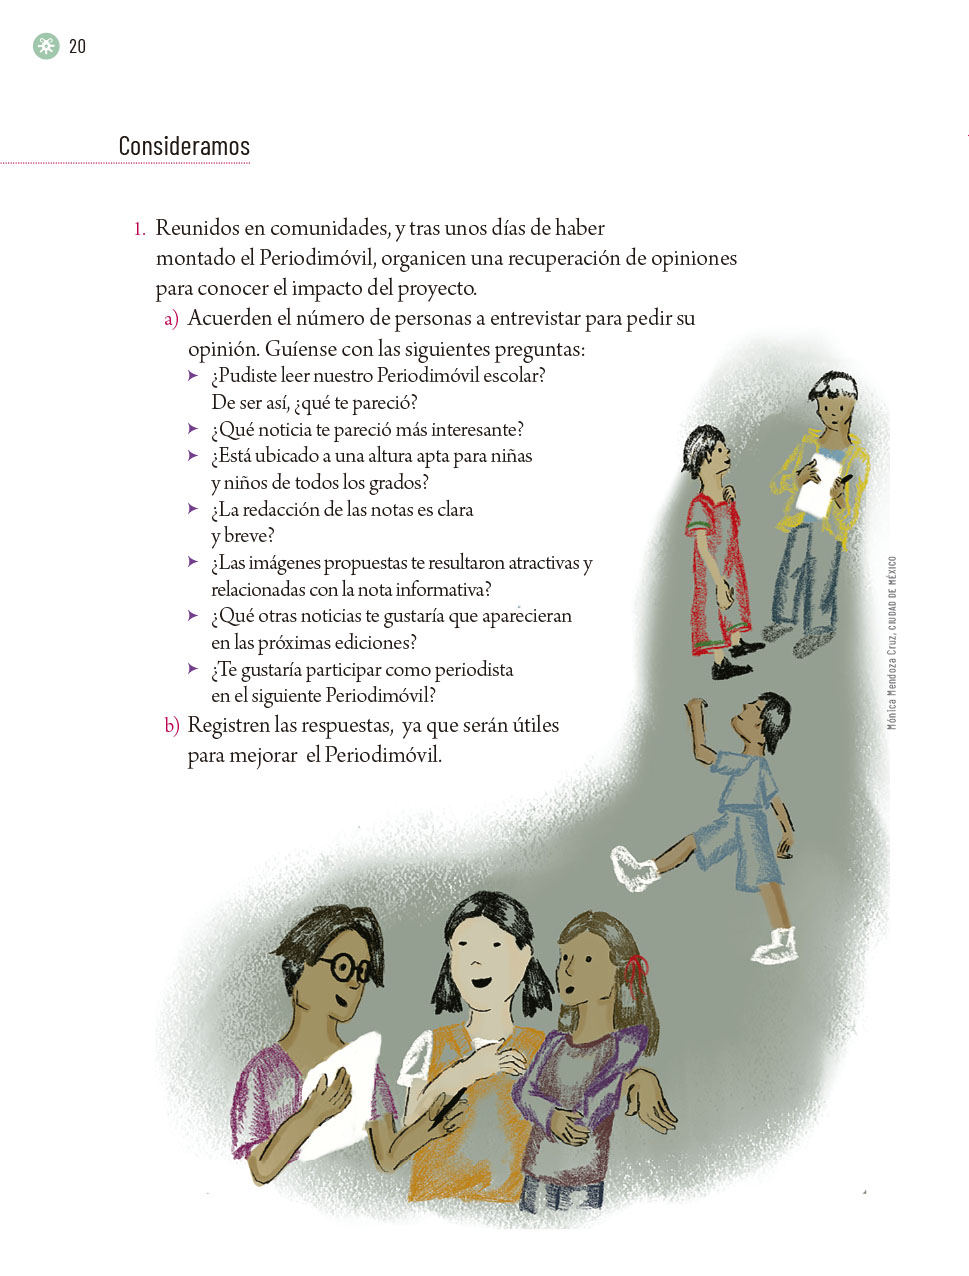 20
Consideramos
1. Reunidos en comunidades, y tras unos días de haber
montado el Periodimóvil, organicen una recuperación de opiniones
para conocer el impacto del proyecto.
a) Acuerden el número de personas a entrevistar para pedir su
opinión. Guíense con las siguientes preguntas:
➤ ¿Pudiste leer nuestro Periodimóvil escolar?
De ser así, ¿qué te pareció?
➤ ¿Qué noticia te pareció más interesante?
➤ ¿Está ubicado a una altura apta para niñas
y niños de todos los grados?
➤ ¿La redacción de las notas es clara
y breve?
➤ ¿Las imágenes propuestas te resultaron atractivas y
relacionadas con la nota informativa?
➤ ¿Qué otras noticias te gustaría que aparecieran
en las próximas ediciones?
➤ ¿Te gustaría participar como periodista
en el siguiente Periodimóvil?
b) Registren las respuestas, ya que serán útiles
para mejorar el Periodimóvil.
Mónica Mendoza Cruz, CIUDAD DE MÉXICO